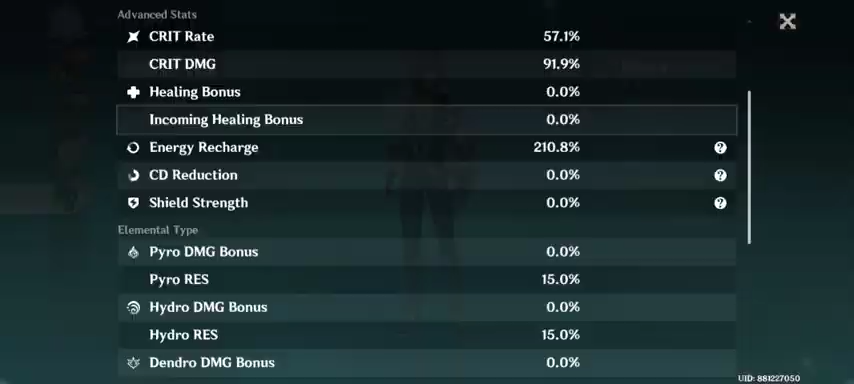 Advanced Stats
CRIT Rate 57.1%
CRIT DMG 91.9%
Healing Bonus 0.0%
Incoming Healing Bonus 0.0%
Energy Recharge 210.8% ?
CD Reduction 0.0% ?
Shield Strength 0.0% ?
Elemental Type
Pyro DMG Bonus 0.0%
Pyro RES 15.0%
Hydro DMG Bonus 0.0%
Hydro RES 15.0%
Dendro DMG Bonus 0.0%
UID: 881227050